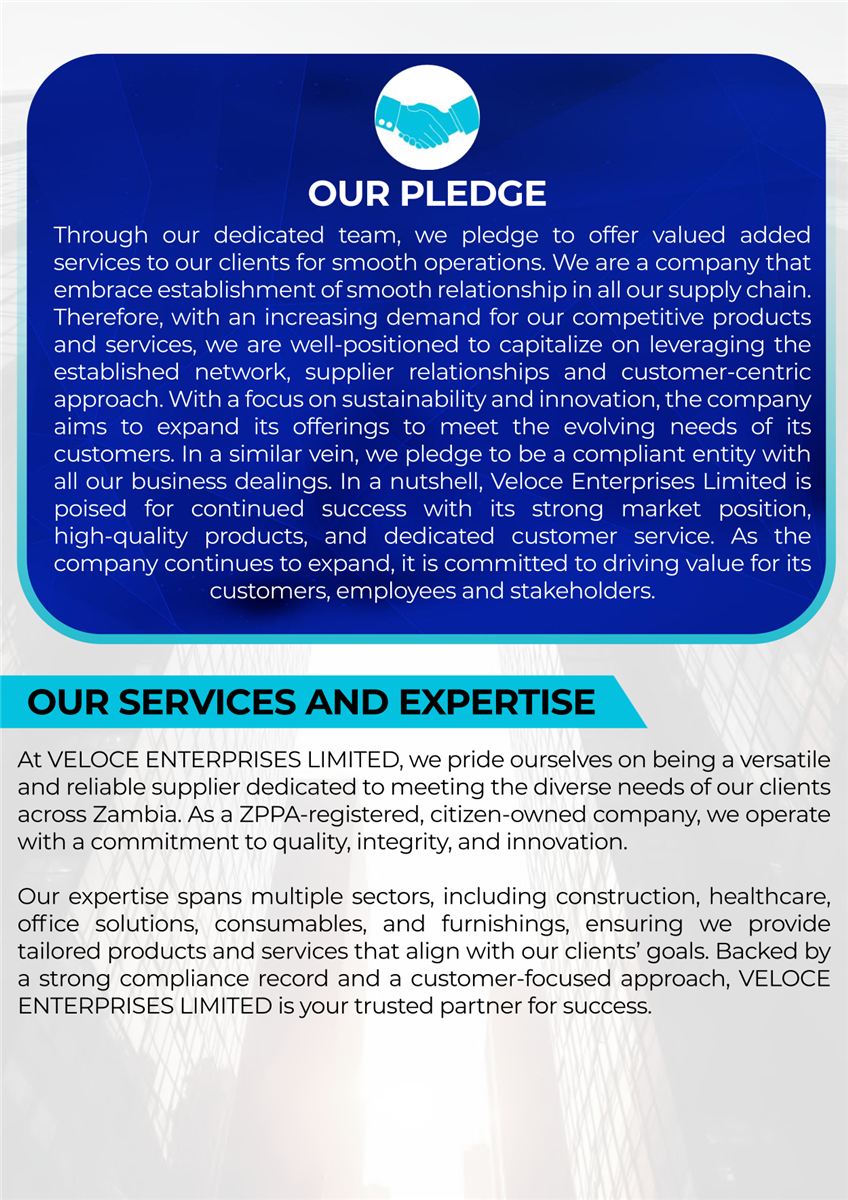 OUR PLEDGE
Through our dedicated team, we pledge to offer valued added
services to our clients for smooth operations. We are a company that
embrace establishment of smooth relationship in all our supply chain.
Therefore, with an increasing demand for our competitive products
and services, we are well-positioned to capitalize on leveraging the
established network, supplier relationships and customer-centric
approach. With a focus on sustainability and innovation, the company
aims to expand its offerings to meet the evolving needs of its
customers. In a similar vein, we pledge to be a compliant entity with
all our business dealings. In a nutshell, Veloce Enterprises Limited is
poised for continued success with its strong market position,
high-quality products, and dedicated customer service. As the
company continues to expand, it is committed to driving value for its
customers, employees and stakeholders.
OUR SERVICES AND EXPERTISE
At VELOCE ENTERPRISES LIMITED, we pride ourselves on being a versatile
and reliable supplier dedicated to meeting the diverse needs of our clients
across Zambia. As a ZPPA-registered, citizen-owned company, we operate
with a commitment to quality, integrity, and innovation.
Our expertise spans multiple sectors, including construction, healthcare,
office solutions, consumables, and furnishings, ensuring we provide
tailored products and services that align with our clients’ goals. Backed by
a strong compliance record and a customer-focused approach, VELOCE
ENTERPRISES LIMITED is your trusted partner for success.